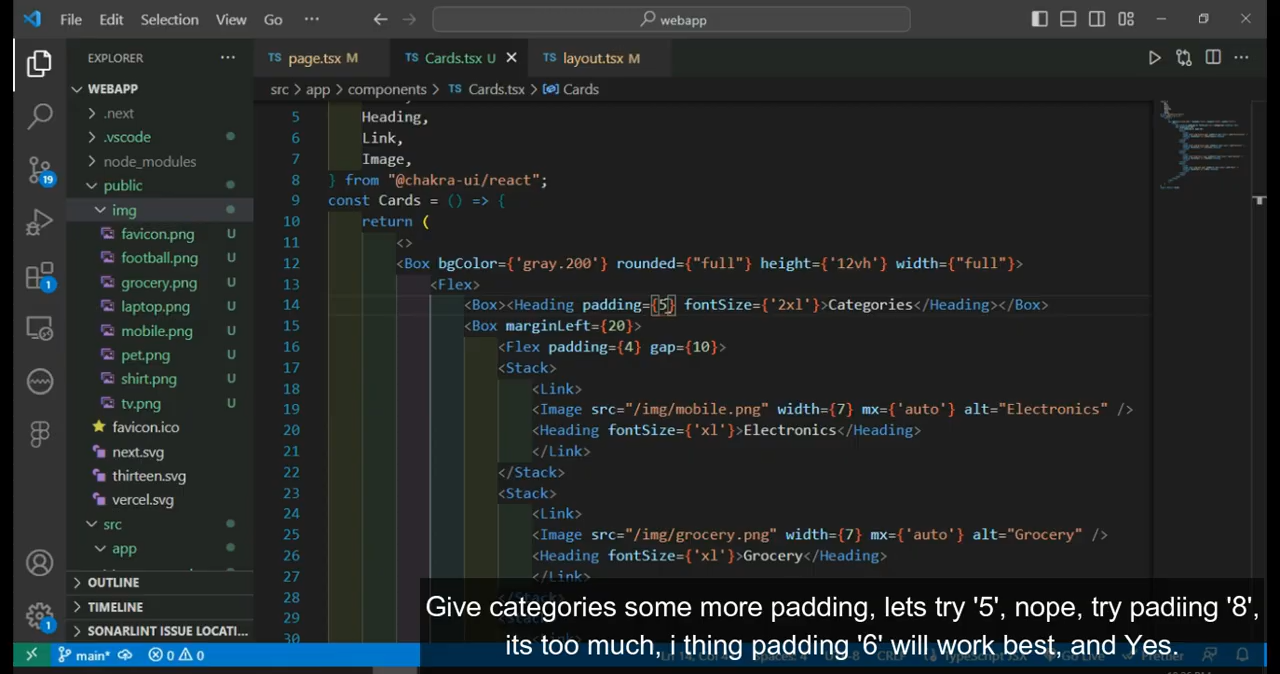 File Edit Selection View Go ··· webapp
EXPLORER ···
TS page.tsx M TS Cards.tsx U TS layout.tsx M
WEBAPP
src > app > components > TS Cards.tsx > Cards
.next
.vscode
node_modules
public
img
favicon.png U
football.png U
grocery.png U
laptop.png U
mobile.png U
pet.png U
shirt.png U
tv.png U
favicon.ico
next.svg
thirteen.svg
vercel.svg
src
app
OUTLINE
TIMELINE
SONARLINT ISSUE LOCATI...
19
1
1
5 Heading,
6 Link,
7 Image,
8 } from "@chakra-ui/react";
9 const Cards = () => {
10 return (
11 <>
12 <Box bgColor={'gray.200'} rounded={"full"} height={'12vh'} width={"full"}>
13 <Flex>
14 <Box><Heading padding={5} fontSize={'2xl'}>Categories</Heading></Box>
15 <Box marginLeft={20}>
16 <Flex padding={4} gap={10}>
17 <Stack>
18 <Link>
19 <Image src="/img/mobile.png" width={7} mx={'auto'} alt="Electronics" />
20 <Heading fontSize={'xl'}>Electronics</Heading>
21 </Link>
22 </Stack>
23 <Stack>
24 <Link>
25 <Image src="/img/grocery.png" width={7} mx={'auto'} alt="Grocery" />
26 <Heading fontSize={'xl'}>Grocery</Heading>
27 </Link>
28
29
30
Give categories some more padding, lets try '5', nope, try padiing '8',
its too much, i thing padding '6' will work best, and Yes.
main* 0 0